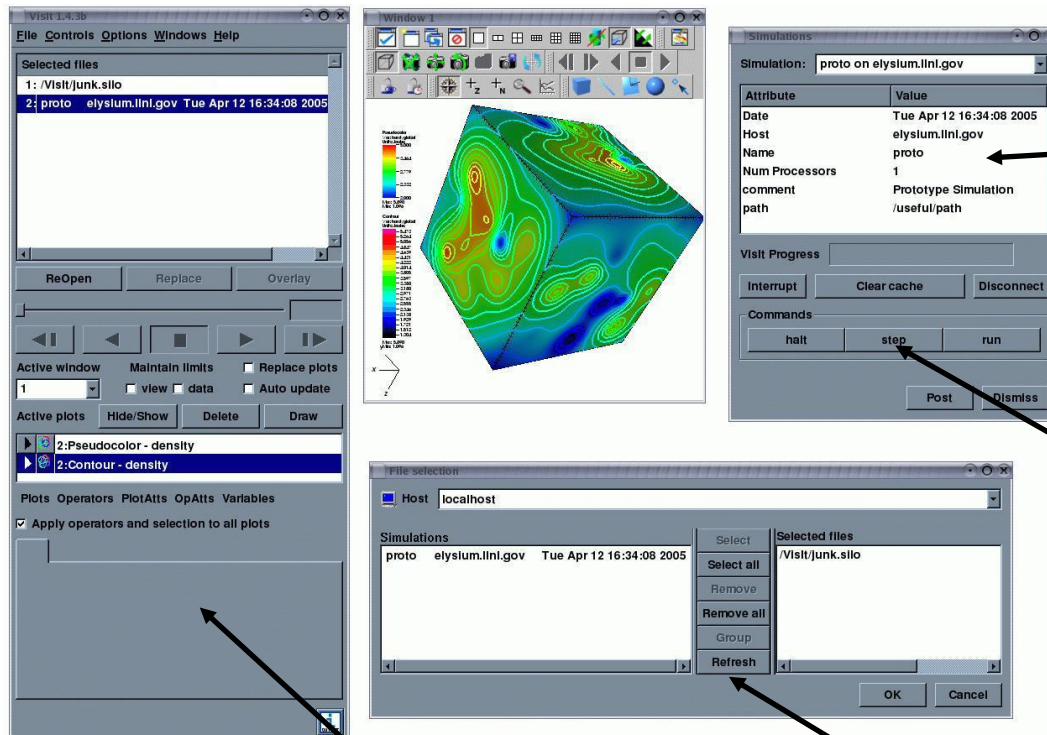 VisIt 1.4.3b
File Controls Options Windows Help
Selected files
1: /VisIt/junk.silo
2: proto elysium.llnl.gov Tue Apr 12 16:34:08 2005
ReOpen Replace Overlay
Active window Maintain limits Replace plots
1 view data Auto update
Active plots Hide/Show Delete Draw
2:Pseudocolor - density
2:Contour - density
Plots Operators PlotAtts OpAtts Variables
Apply operators and selection to all plots
Window 1
Pseudocolor
Contour
x
z
Simulations
Simulation: proto on elysium.llnl.gov
Attribute Value
Date Tue Apr 12 16:34:08 2005
Host elysium.llnl.gov
Name proto
Num Processors 1
comment Prototype Simulation
path /useful/path
VisIt Progress
Interrupt Clear cache Disconnect
Commands
halt step run
Post Dismiss
File selection
Host localhost
Simulations
proto elysium.llnl.gov Tue Apr 12 16:34:08 2005
Select
Select all
Remove
Remove all
Group
Refresh
Selected files
/VisIt/junk.silo
OK Cancel